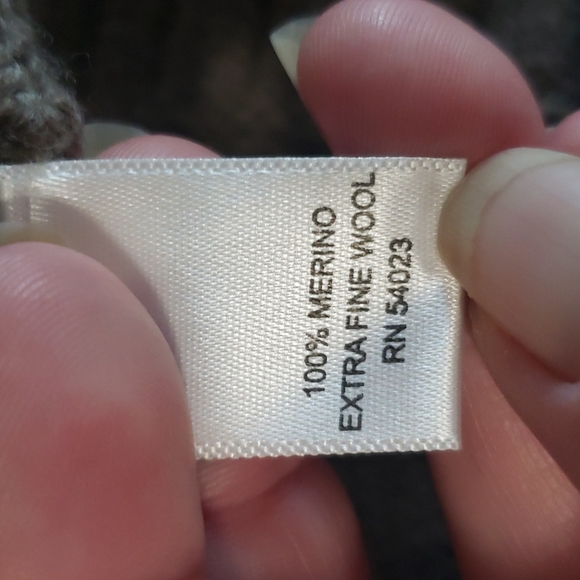 100% MERINO
EXTRA FINE WOOL
RN 54023